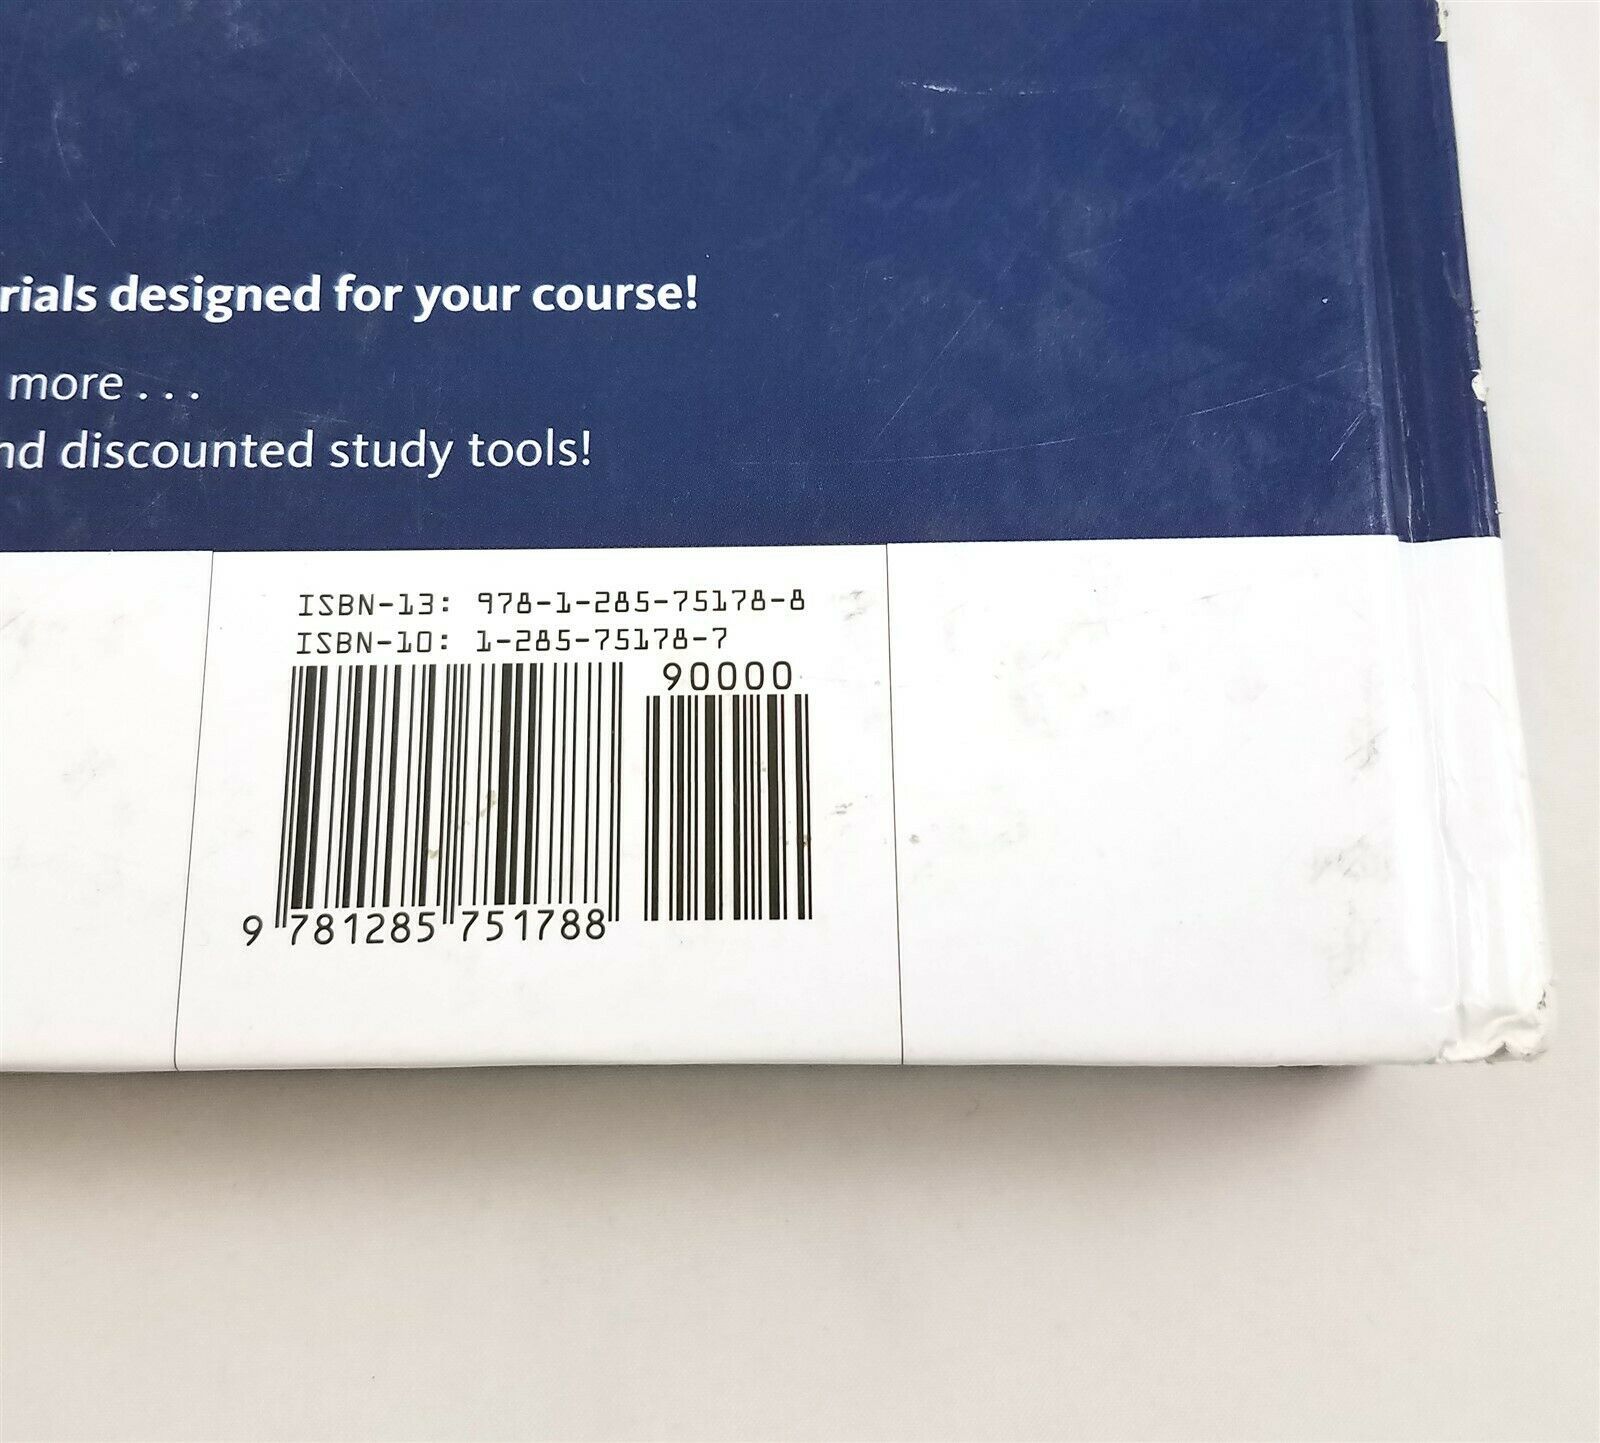 rials designed for your course!
more . . .
nd discounted study tools!
ISBN-13: 978-1-285-75178-8
ISBN-10: 1-285-75178-7
90000
9 781285 751788